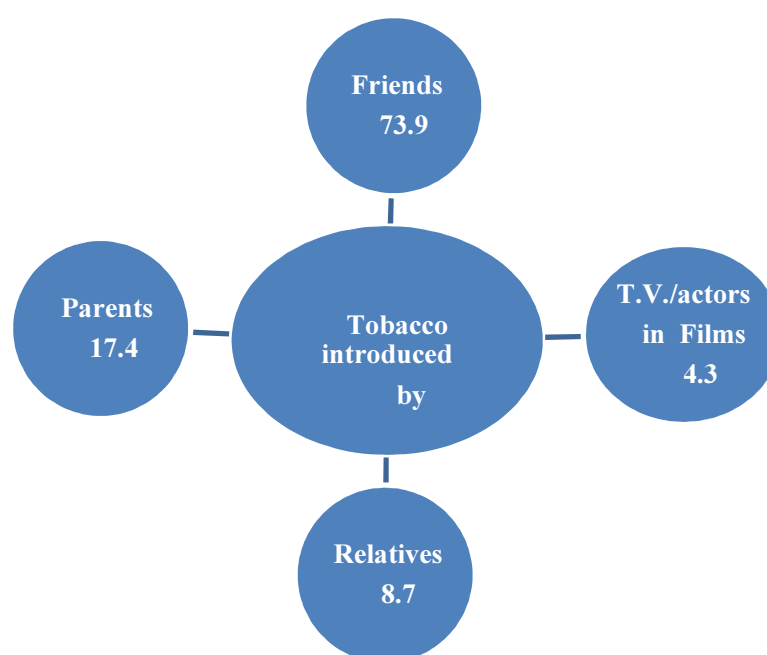 Friends
73.9
Parents
17.4
Tobacco
introduced
by
T.V./actors
in Films
4.3
Relatives
8.7